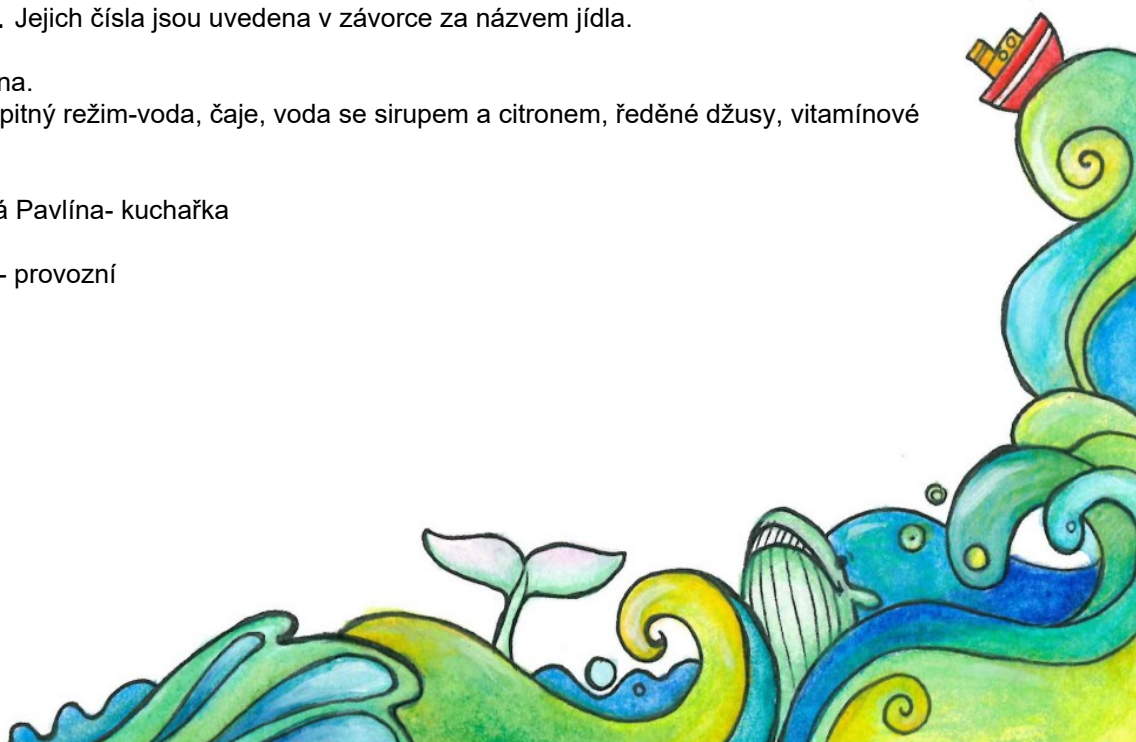 . Jejich čísla jsou uvedena v závorce za názvem jídla.
na.
pitný režim-voda, čaje, voda se sirupem a citronem, ředěné džusy, vitamínové
á Pavlína- kuchařka
- provozní